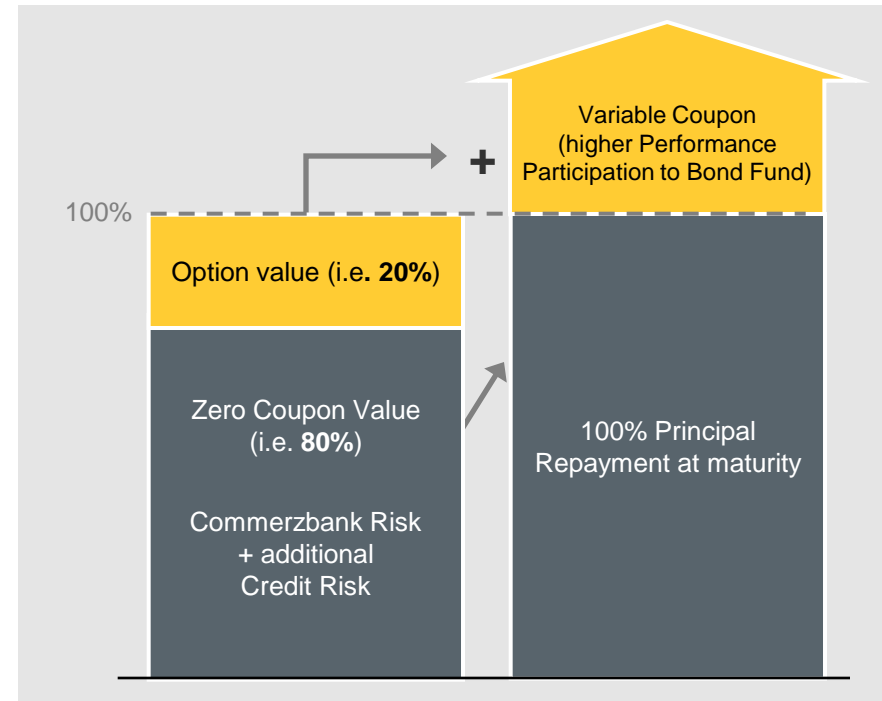 Variable Coupon
(higher Performance
Participation to Bond Fund)
+
100%
Option value (i.e. 20%)
Zero Coupon Value
(i.e. 80%)
100% Principal
Repayment at maturity
Commerzbank Risk
+ additional
Credit Risk